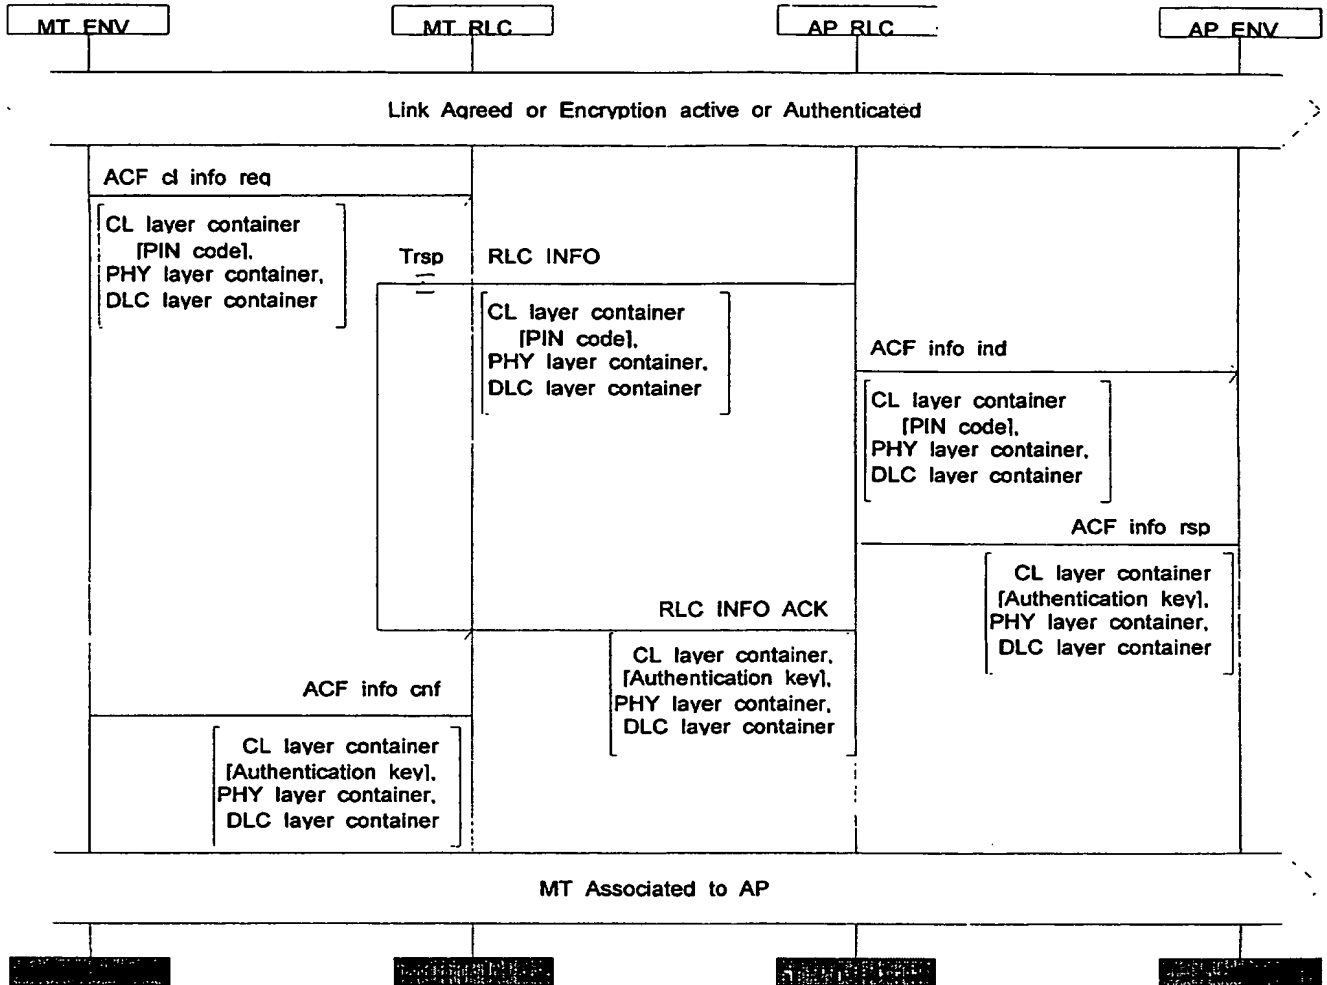 MT ENV
MT RLC
AP RLC
AP ENV
Link Agreed or Encryption active or Authenticated
ACF cl info req
CL layer container
[PIN code],
PHY layer container,
DLC layer container
Trsp
RLC INFO
CL layer container
[PIN code],
PHY layer container,
DLC layer container
ACF info ind
CL layer container
[PIN code],
PHY layer container,
DLC layer container
ACF info rsp
CL layer container
[Authentication key],
PHY layer container,
DLC layer container
RLC INFO ACK
CL layer container,
[Authentication key],
PHY layer container,
DLC layer container
ACF info cnf
CL layer container
[Authentication key],
PHY layer container,
DLC layer container
MT Associated to AP